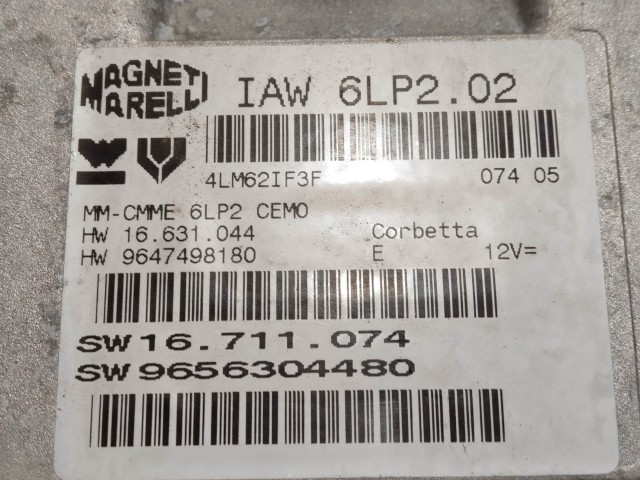 MAGNETI
MARELLI
IAW 6LP2.02
4LM62IF3F 074 05
MM-CMME 6LP2 CEMO
HW 16.631.044 Corbetta
HW 9647498180 E 12V=
SW 16.711.074
SW 9656304480